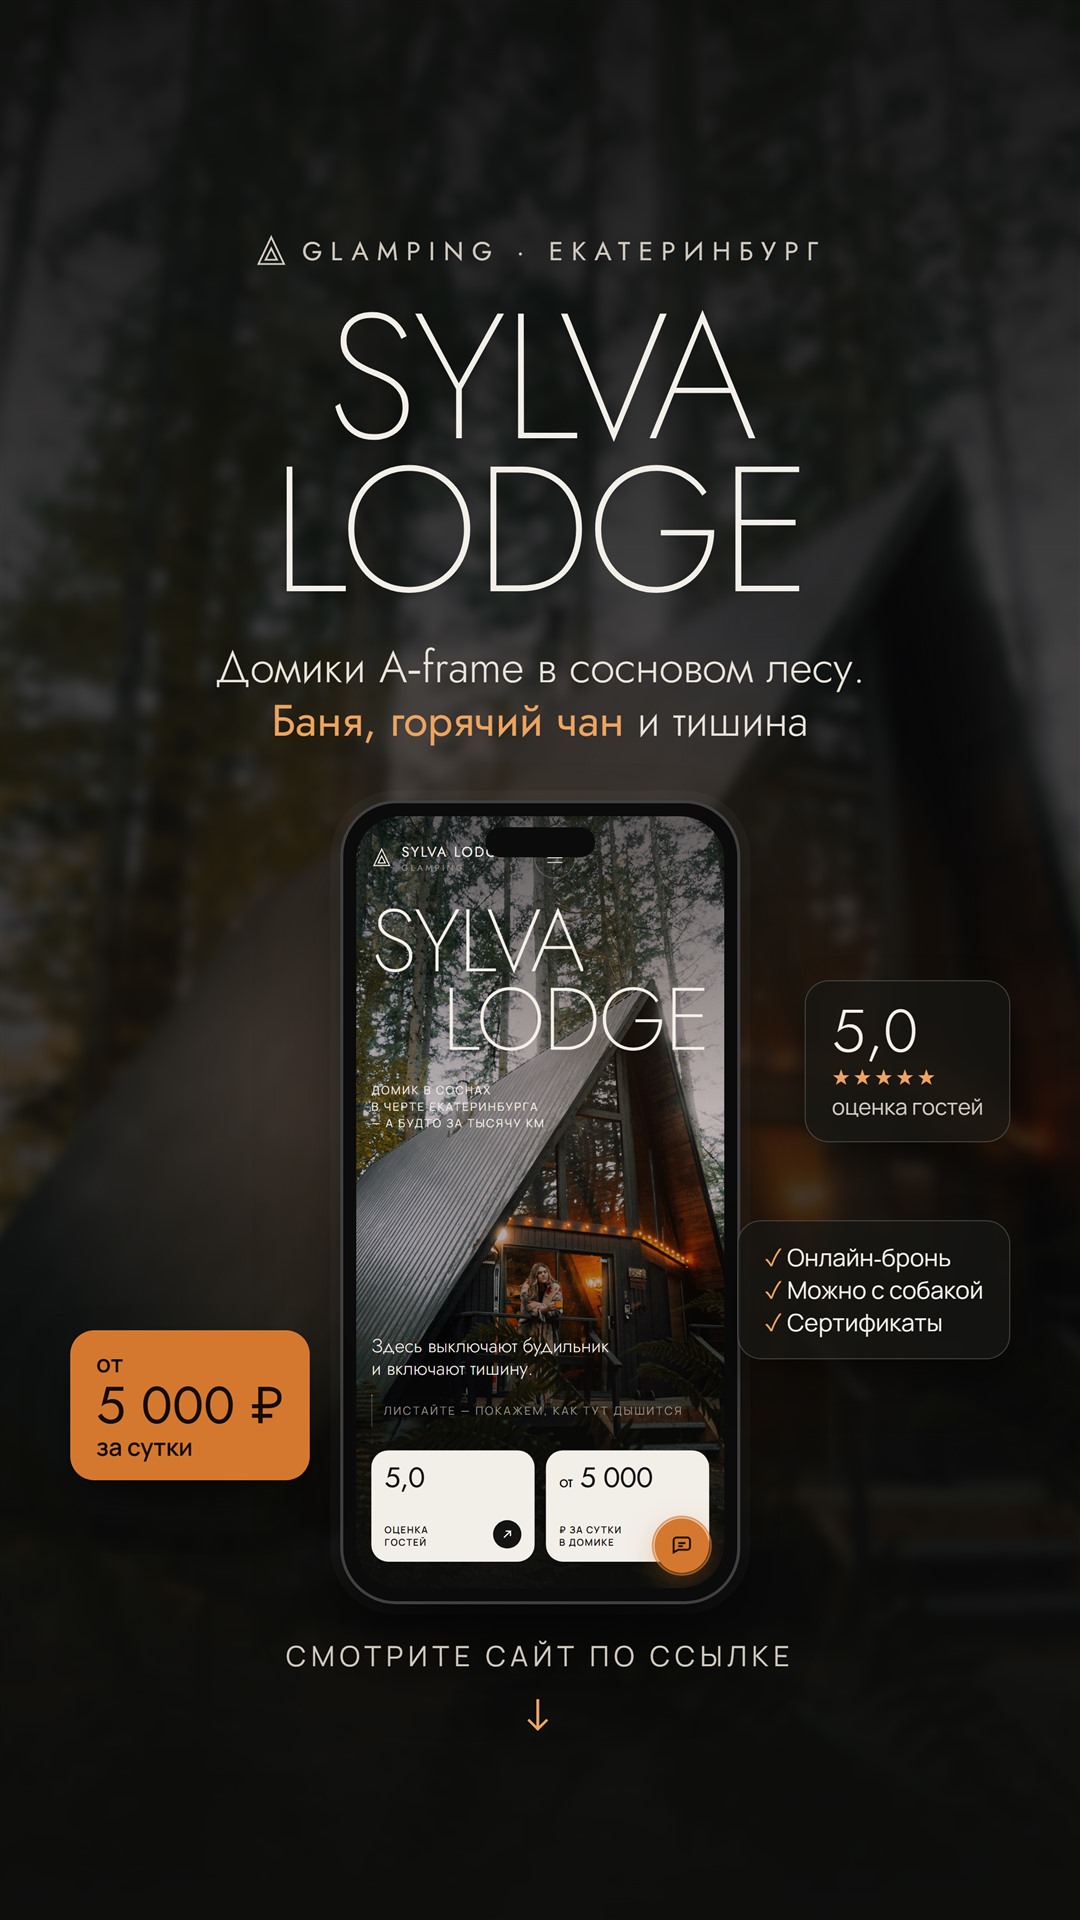 GLAMPING · ЕКАТЕРИНБУРГ
SYLVA
LODGE
Домики A-frame в сосновом лесу.
Баня, горячий чан и тишина
SYLVA LODG
GLAMPING
SYLVA
LODGE
ДОМИК В СОСНАХ
В ЧЕРТЕ ЕКАТЕРИНБУРГА
— А БУДТО ЗА ТЫСЯЧУ КМ
5,0
★★★★★
оценка гостей
✓ Онлайн-бронь
✓ Можно с собакой
✓ Сертификаты
от
5 000 ₽
за сутки
Здесь выключают будильник
и включают тишину.
ЛИСТАЙТЕ — ПОКАЖЕМ, КАК ТУТ ДЫШИТСЯ
5,0
ОЦЕНКА
ГОСТЕЙ
от 5 000
₽ ЗА СУТКИ
В ДОМИКЕ
СМОТРИТЕ САЙТ ПО ССЫЛКЕ
↓